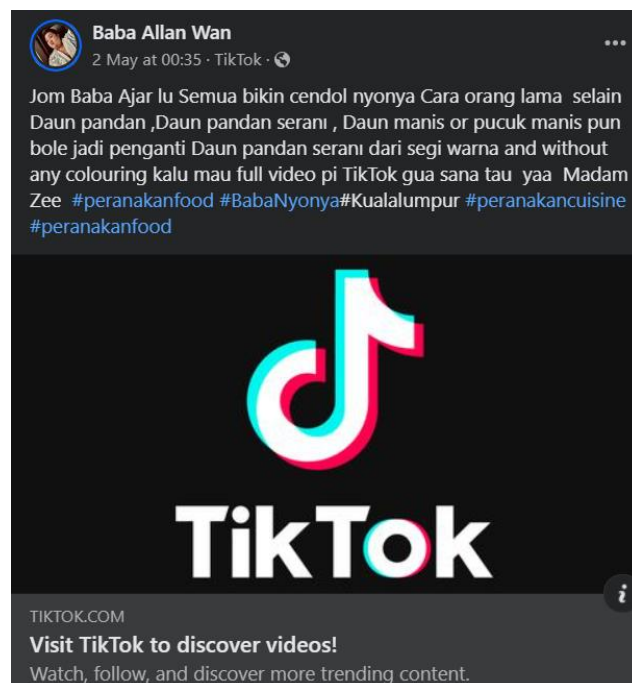 Baba Allan Wan
2 May at 00:35 · TikTok ·
Jom Baba Ajar lu Semua bikin cendol nyonya Cara orang lama selain
Daun pandan ,Daun pandan serani , Daun manis or pucuk manis pun
bole jadi penganti Daun pandan serani dari segi warna and without
any colouring kalu mau full video pi TikTok gua sana tau yaa Madam
Zee #peranakanfood #BabaNyonya#Kualalumpur #peranakancuisine
#peranakanfood
TikTok
TIKTOK.COM
Visit TikTok to discover videos!
Watch, follow, and discover more trending content.